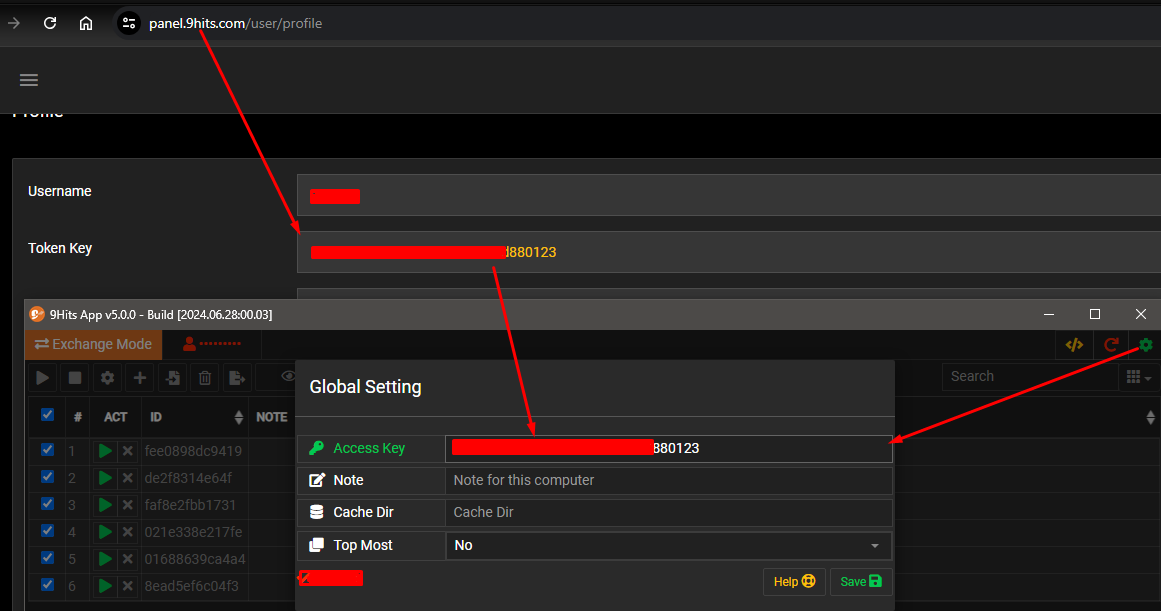 panel.9hits.com/user/profile
Profile
Username
Token Key
d880123
9Hits App v5.0.0 - Build [2024.06.28:00.03]
Exchange Mode
Search
Global Setting
# ACT ID NOTE
Access Key 880123
1 fee0898dc9419
Note Note for this computer
2 de2f8314e64f
3 faf8e2fbb1731
Cache Dir Cache Dir
4 021e338e217fe
Top Most No
5 01688639ca4a4
6 8ead5ef6c04f3
Help Save